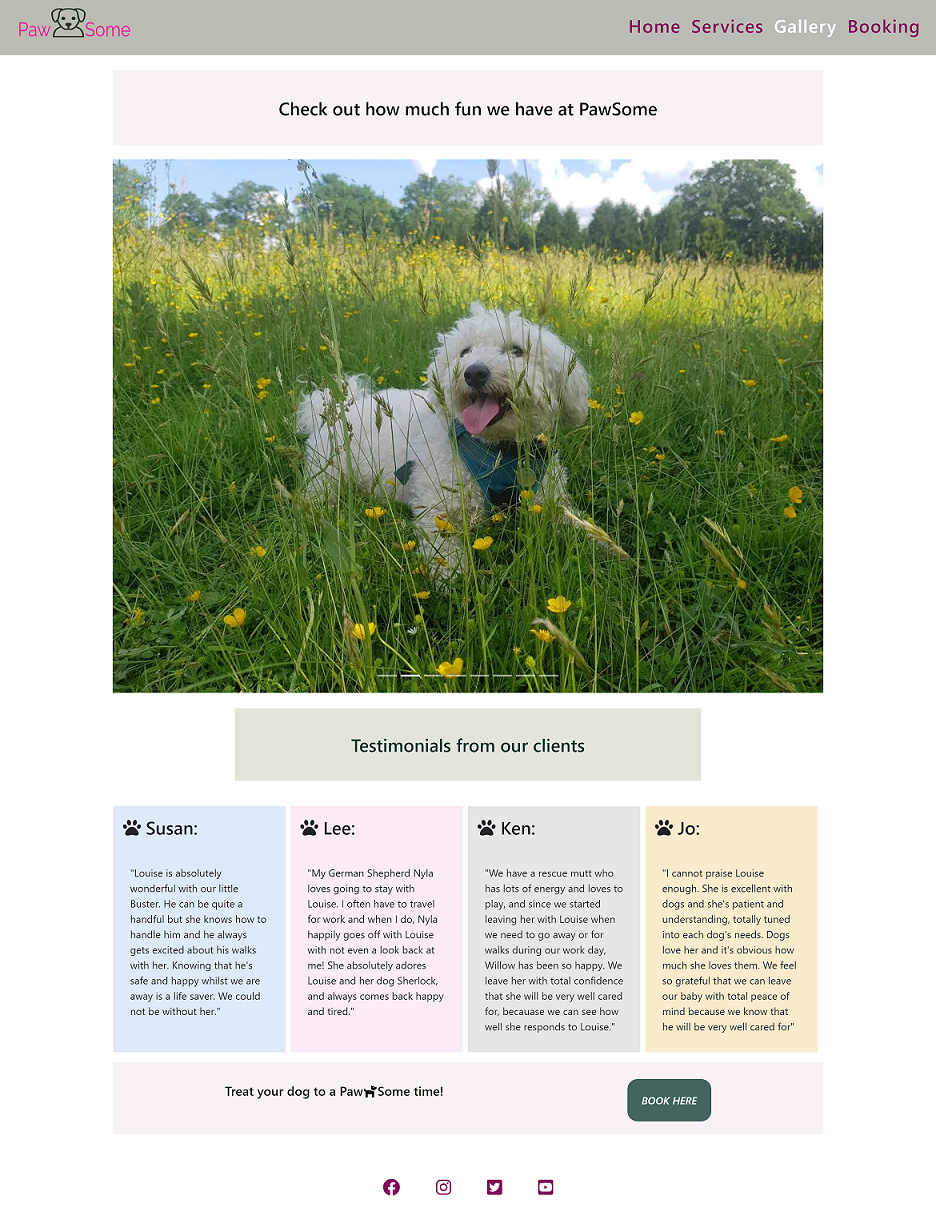 PawSome Home Services Gallery Booking
Check out how much fun we have at PawSome
Testimonials from our clients
Susan:
"Louise is absolutely
wonderful with our little
Buster. He can be quite a
handful but she knows how to
handle him and he always
gets excited about his walks
with her. Knowing that he's
safe and happy whilst we are
away is a life saver. We could
not be without her."
Lee:
"My German Shepherd Nyla
loves going to stay with
Louise. I often have to travel
for work and when I do, Nyla
happily goes off with Louise
with not even a look back at
me! She absolutely adores
Louise and her dog Sherlock,
and always comes back happy
and tired."
Ken:
"We have a rescue mutt who
has lots of energy and loves to
play, and since we started
leaving her with Louise when
we need to go away or for
walks during our work day,
Willow has been so happy. We
leave her with total confidence
that she will be very well cared
for, becauase we can see how
well she responds to Louise."
Jo:
"I cannot praise Louise
enough. She is excellent with
dogs and she's patient and
understanding, totally tuned
into each dog's needs. Dogs
love her and it's obvious how
much she loves them. We feel
so grateful that we can leave
our baby with total peace of
mind because we know that
he will be very well cared for"
Treat your dog to a PawSome time!
BOOK HERE